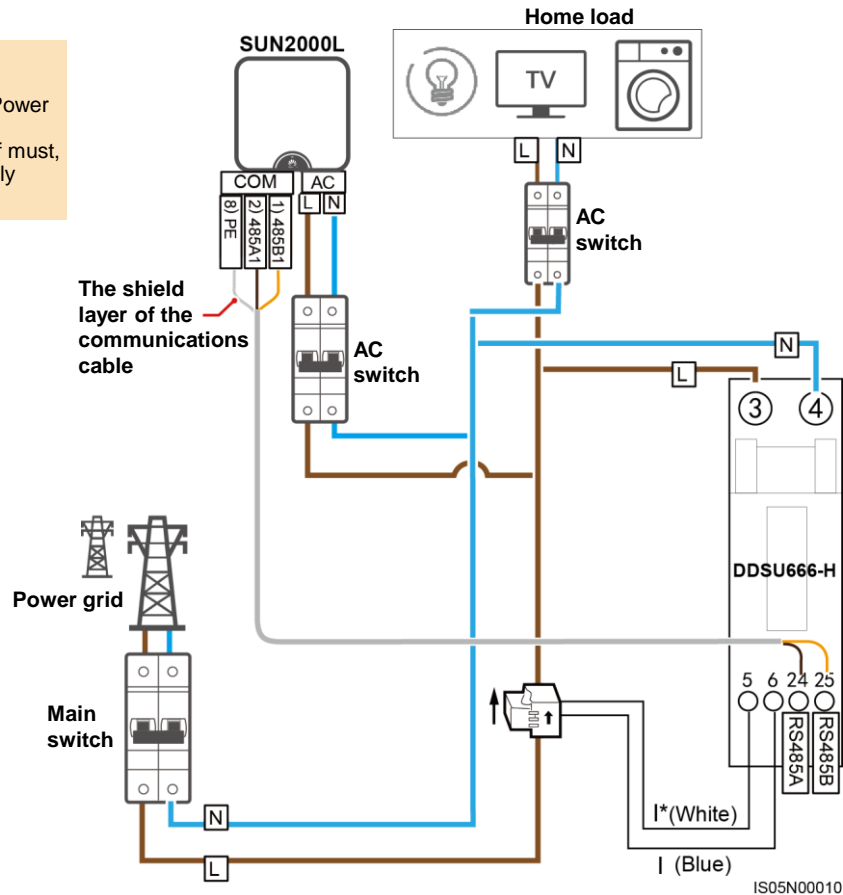 Home load
SUN2000L
Power
must,
TV
L
N
COM
AC
8) PE
2) 485A1
1) 485B1
L
N
AC
switch
The shield
layer of the
communications
cable
AC
switch
N
L
3
4
DDSU666-H
Power grid
5
6
24
25
RS485A
RS485B
Main
switch
N
I*(White)
L
I (Blue)
IS05N00010